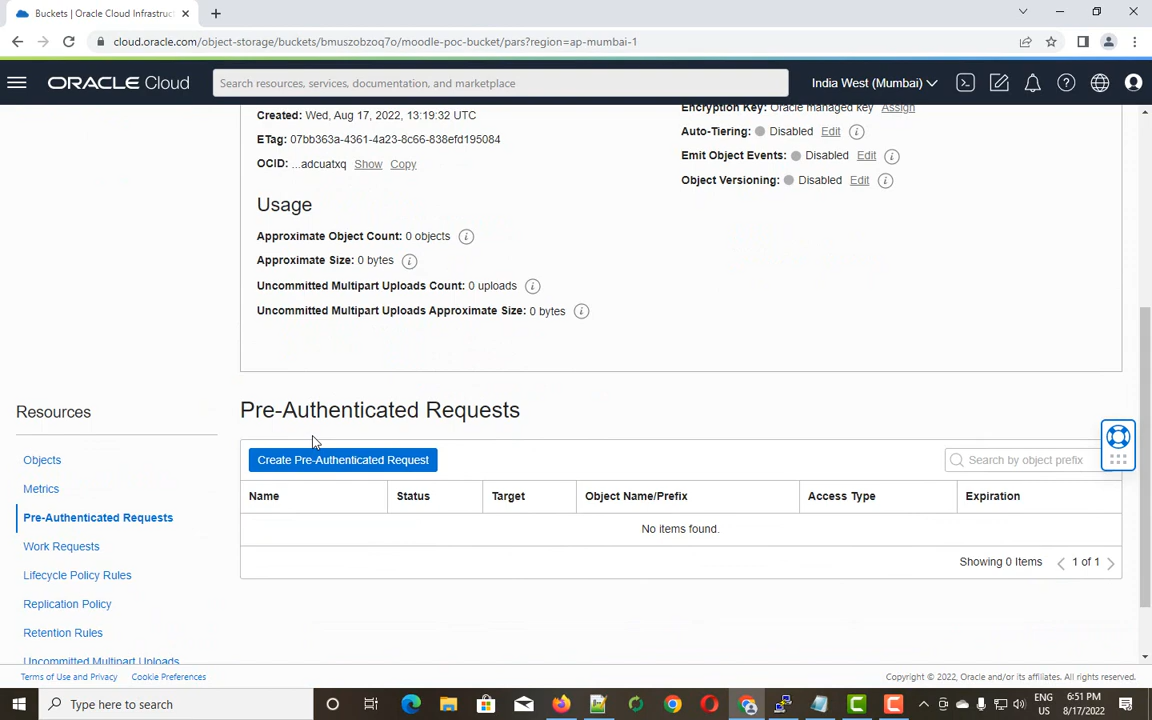 Buckets | Oracle Cloud Infrastruc
cloud.oracle.com/object-storage/buckets/bmuszobzoq7o/moodle-poc-bucket/pars?region=ap-mumbai-1
ORACLE Cloud
Search resources, services, documentation, and marketplace
India West (Mumbai)
Created: Wed, Aug 17, 2022, 13:19:32 UTC
ETag: 07bb363a-4361-4a23-8c66-838efd195084
OCID: ...adcuatxq Show Copy
Encryption Key: Oracle managed key Assign
Auto-Tiering: Disabled Edit
Emit Object Events: Disabled Edit
Object Versioning: Disabled Edit
Usage
Approximate Object Count: 0 objects
Approximate Size: 0 bytes
Uncommitted Multipart Uploads Count: 0 uploads
Uncommitted Multipart Uploads Approximate Size: 0 bytes
Resources
Objects
Metrics
Pre-Authenticated Requests
Work Requests
Lifecycle Policy Rules
Replication Policy
Retention Rules
Uncommitted Multipart Uploads
Pre-Authenticated Requests
Create Pre-Authenticated Request
Search by object prefix
Name Status Target Object Name/Prefix Access Type Expiration
No items found.
Showing 0 Items 1 of 1
Terms of Use and Privacy Cookie Preferences
Copyright © 2022, Oracle and/or its affiliates. All rights reserved.
Type here to search
ENG
US
6:51 PM
8/17/2022